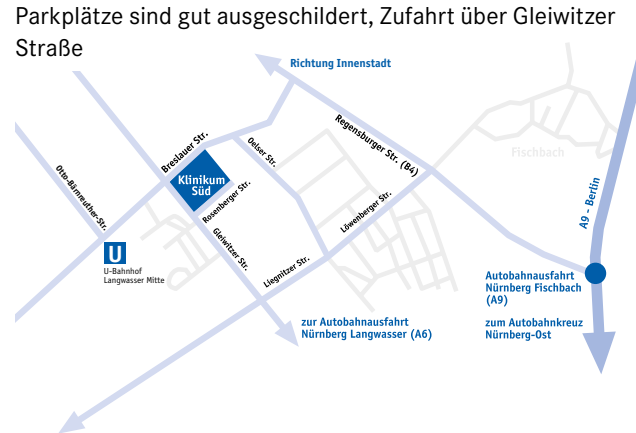 Parkplätze sind gut ausgeschildert, Zufahrt über Gleiwitzer
Straße
Richtung Innenstadt
Breslauer Str.
Oelser Str.
Regensburger Str. (B4)
Fischbach
Otto-Bärnreuther-Str.
Klinikum
Süd
Rosenberger Str.
Löwenberger Str.
A9 - Berlin
Gleiwitzer Str.
Liegnitzer Str.
U
U-Bahnhof
Langwasser Mitte
Autobahnausfahrt
Nürnberg Fischbach
(A9)
zur Autobahnausfahrt
Nürnberg Langwasser (A6)
zum Autobahnkreuz
Nürnberg-Ost